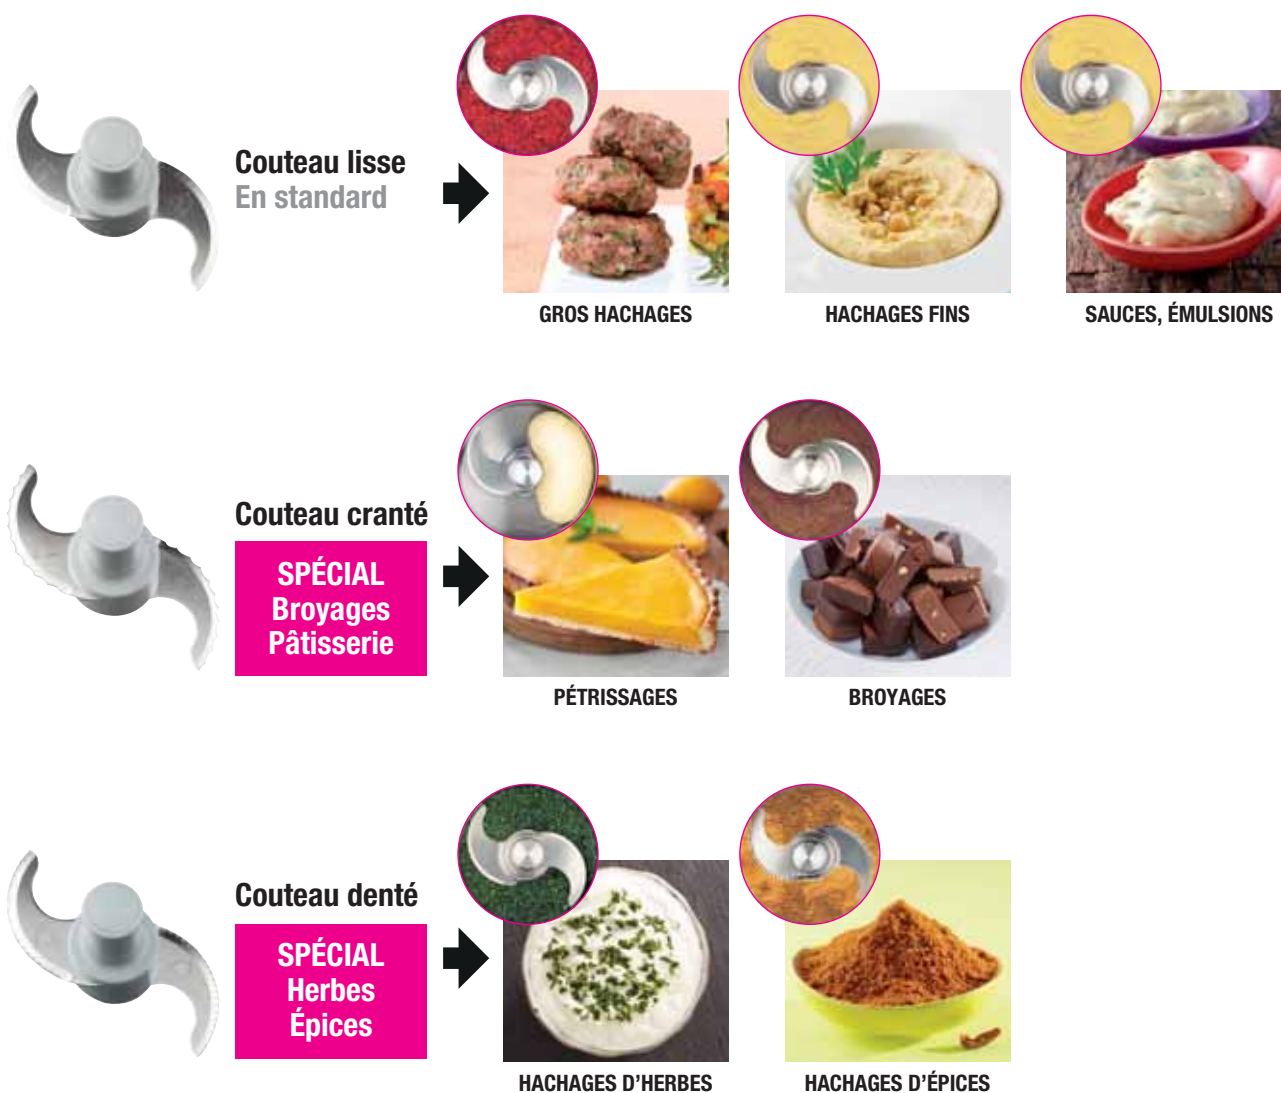 Couteau lisse
En standard
GROS HACHAGES
HACHAGES FINS
SAUCES, ÉMULSIONS
Couteau cranté
SPÉCIAL
Broyages
Pâtisserie
PÉTRISSAGES
BROYAGES
Couteau denté
SPÉCIAL
Herbes
Épices
HACHAGES D'HERBES
HACHAGES D'ÉPICES